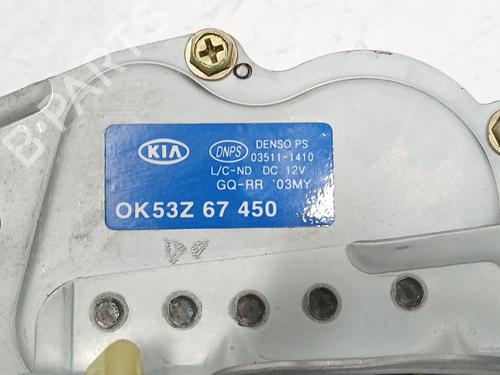 B-PARTS
KIA DNPS DENSO PS
03511-1410
L/C-ND DC 12V
GQ-RR '03MY
OK53Z 67 450